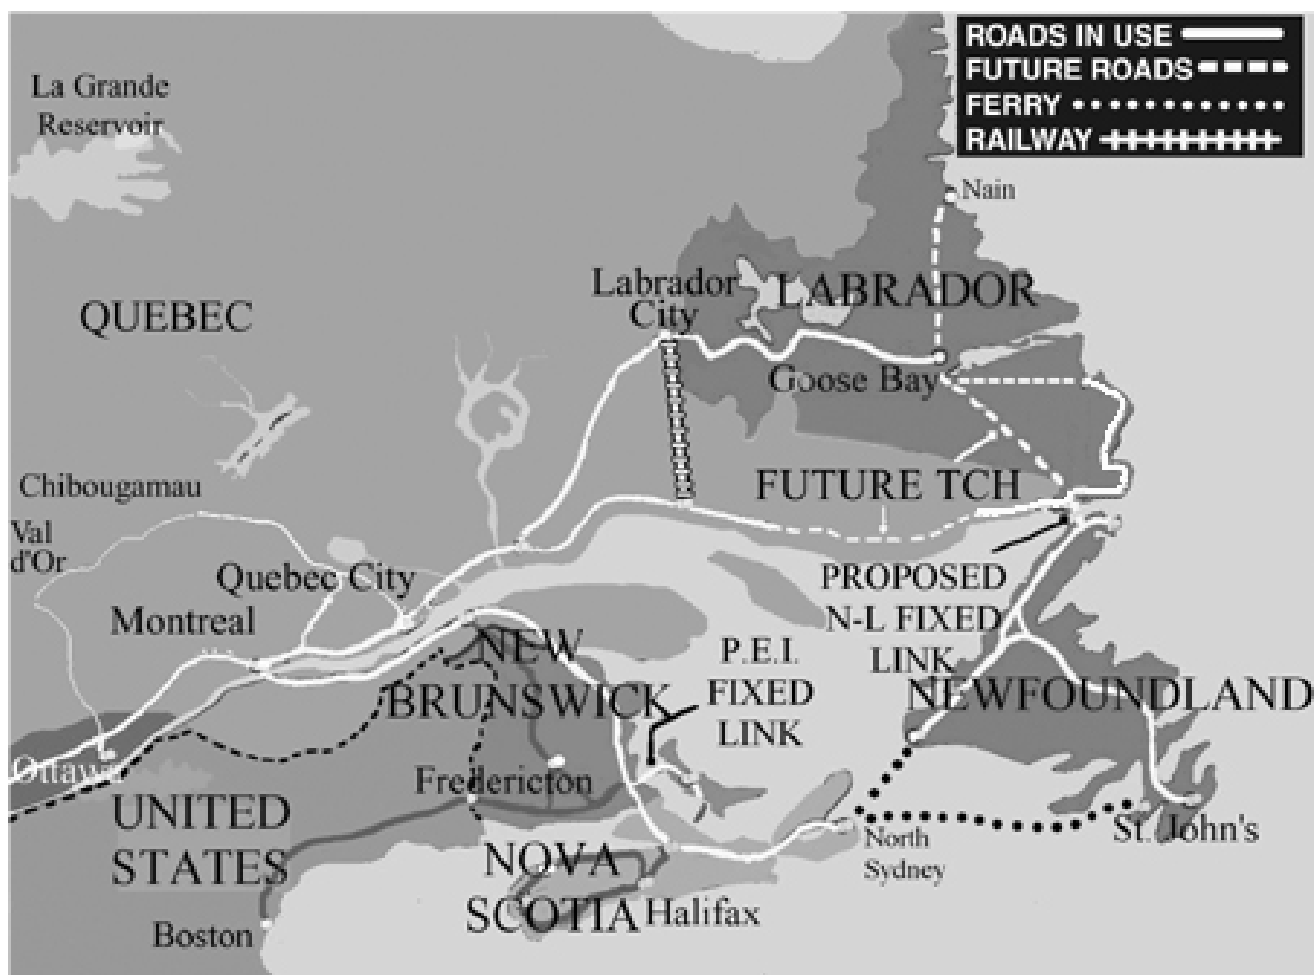 ROADS IN USE
FUTURE ROADS
FERRY
RAILWAY
La Grande
Reservoir
Nain
Labrador
City
LABRADOR
QUEBEC
Goose Bay
Chibougamau
FUTURE TCH
Val
d'Or
Quebec City
PROPOSED
N-L FIXED
LINK
Montreal
NEW
BRUNSWICK
P.E.I.
FIXED
LINK
NEWFOUNDLAND
Ottawa
Fredericton
UNITED
STATES
St. John's
North
Sydney
NOVA
SCOTIA
Halifax
Boston